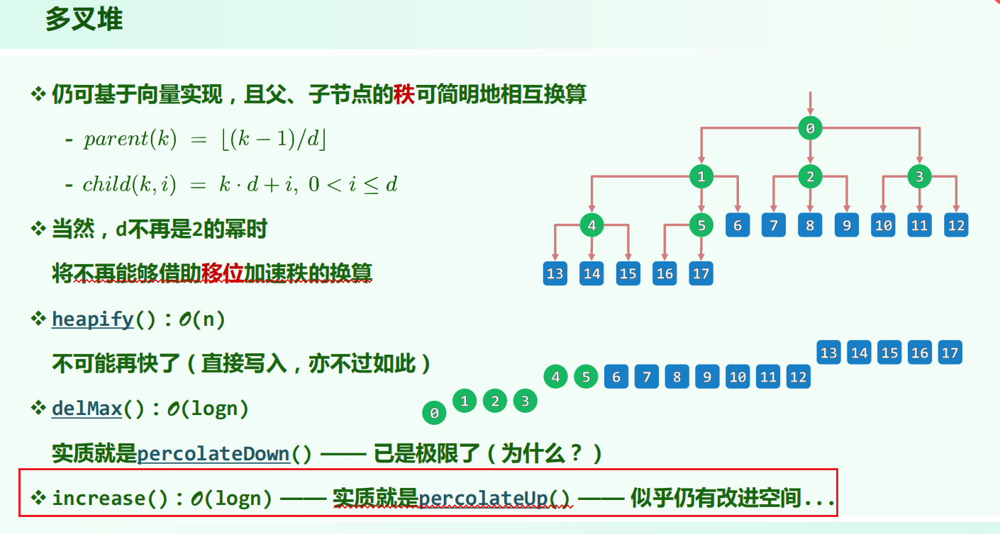 多叉堆
❖ 仍可基于向量实现，且父、子节点的秩可简明地相互换算
- parent(k) = ⌊(k − 1)/d⌋
- child(k, i) = k · d + i, 0 < i ≤ d
❖ 当然，d不再是2的幂时
将不再能够借助移位加速秩的换算
❖ heapify()：𝒪(n)
不可能再快了（直接写入，亦不过如此）
❖ delMax()：𝒪(logn)
实质就是percolateDown() —— 已是极限了（为什么？）
❖ increase()：𝒪(logn) —— 实质就是percolateUp() —— 似乎仍有改进空间...
0
1 2 3
4 5 6 7 8 9 10 11 12
13 14 15 16 17
13 14 15 16 17
4 5 6 7 8 9 10 11 12
1 2 3
0